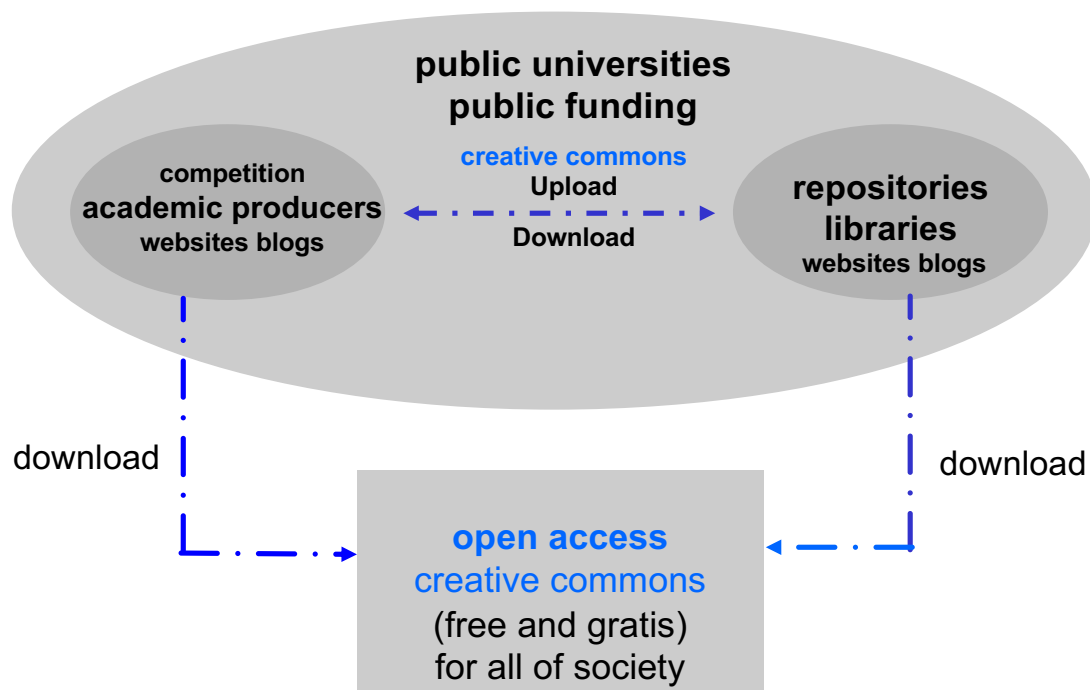 public universities
public funding
creative commons
Upload
Download
competition
academic producers
websites blogs
repositories
libraries
websites blogs
download
download
open access
creative commons
(free and gratis)
for all of society